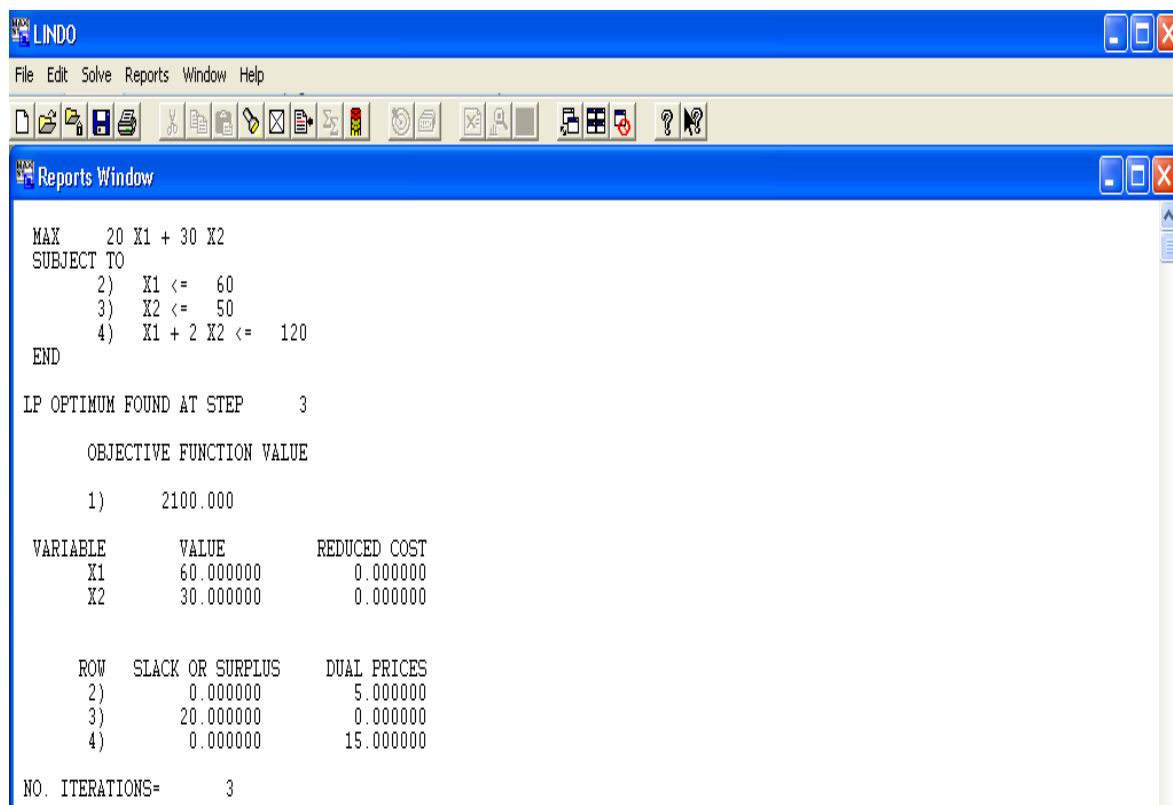 LINDO
File Edit Solve Reports Window Help
Reports Window
MAX 20 X1 + 30 X2
SUBJECT TO
2) X1 <= 60
3) X2 <= 50
4) X1 + 2 X2 <= 120
END
LP OPTIMUM FOUND AT STEP 3
OBJECTIVE FUNCTION VALUE
1) 2100.000
VARIABLE VALUE REDUCED COST
X1 60.000000 0.000000
X2 30.000000 0.000000
ROW SLACK OR SURPLUS DUAL PRICES
2) 0.000000 5.000000
3) 20.000000 0.000000
4) 0.000000 15.000000
NO. ITERATIONS= 3